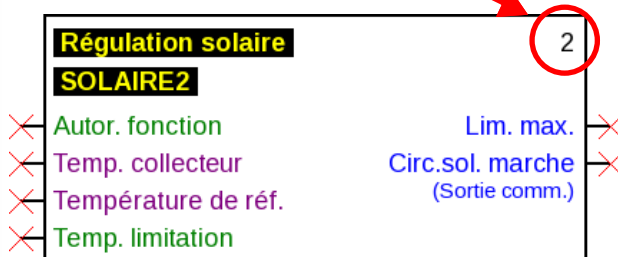 Régulation solaire 2
SOLAIRE2
Autor. fonction Lim. max.
Temp. collecteur Circ.sol. marche
Température de réf. (Sortie comm.)
Temp. limitation